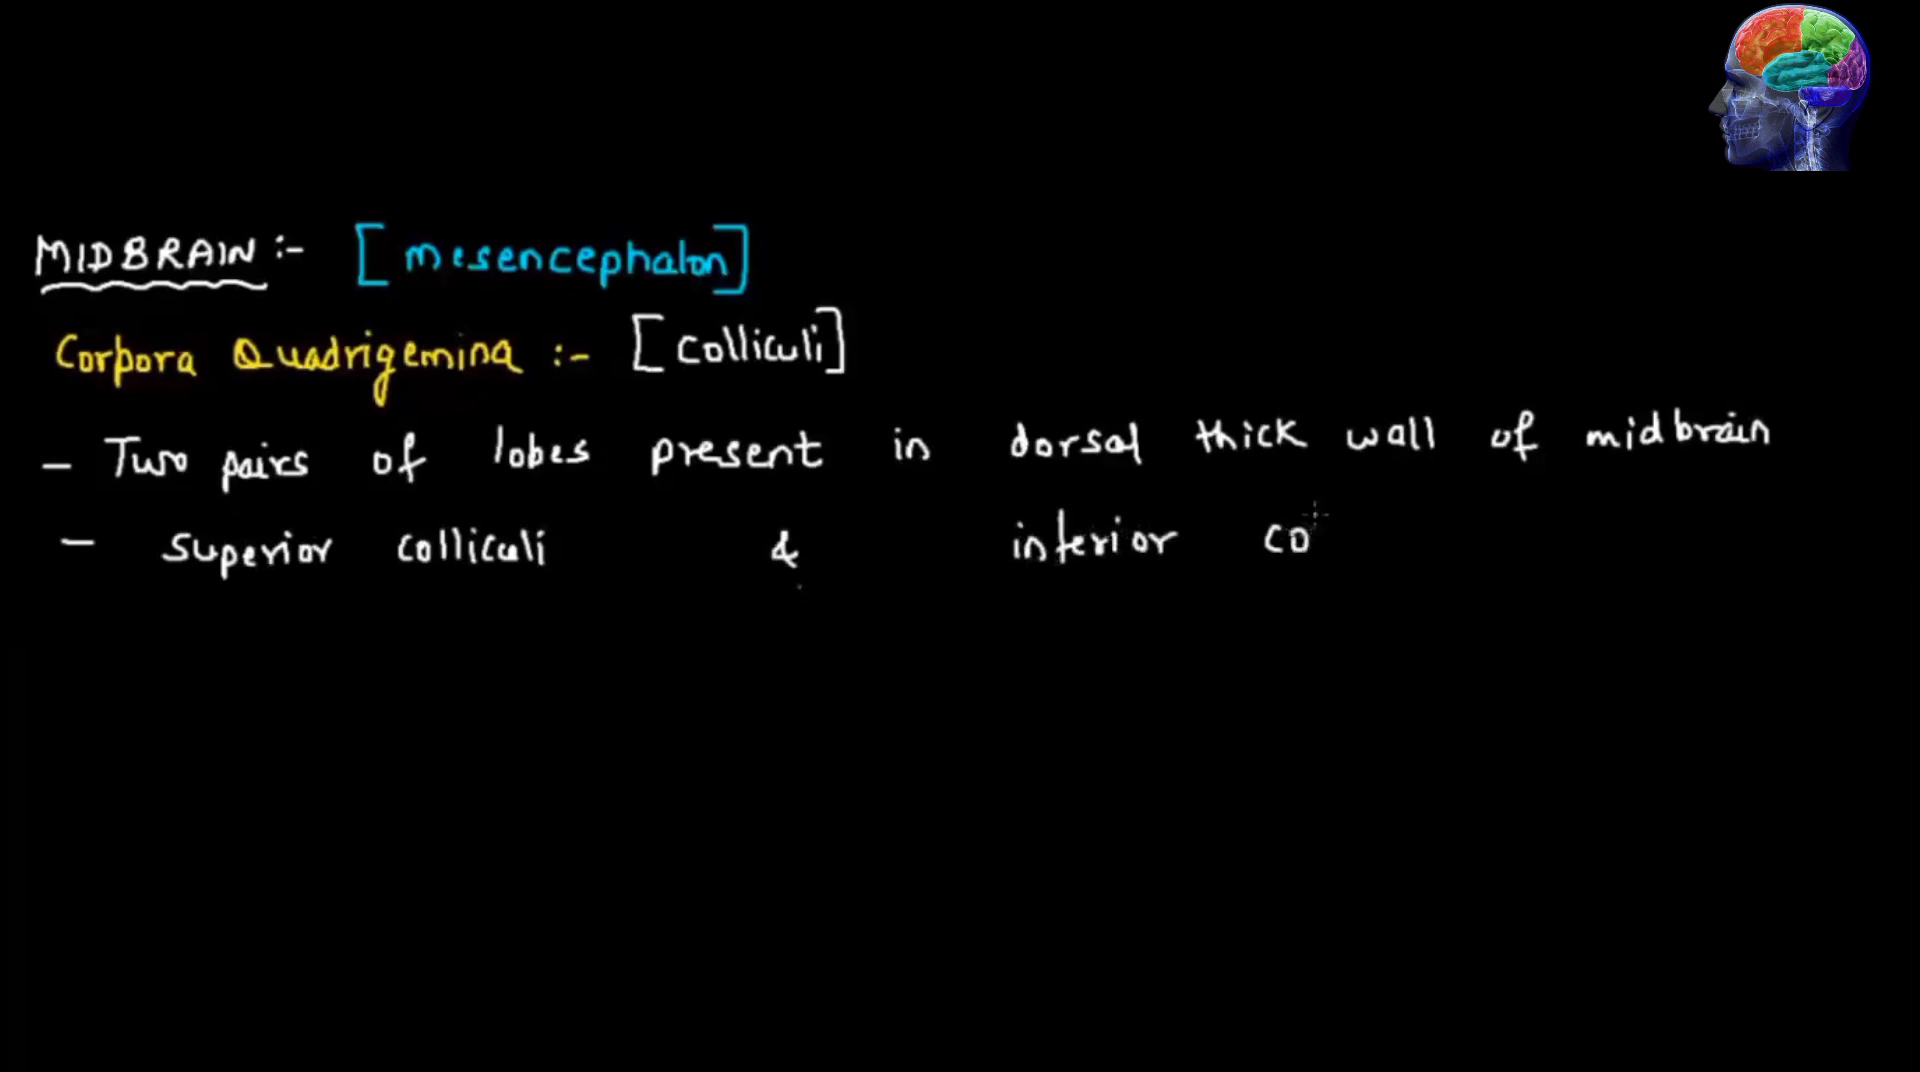 MIDBRAIN :- [mesencephalon]
Corpora Quadrigemina :- [Colliculi]
- Two pairs of lobes present in dorsal thick wall of midbrain
- Superior colliculi & inferior co